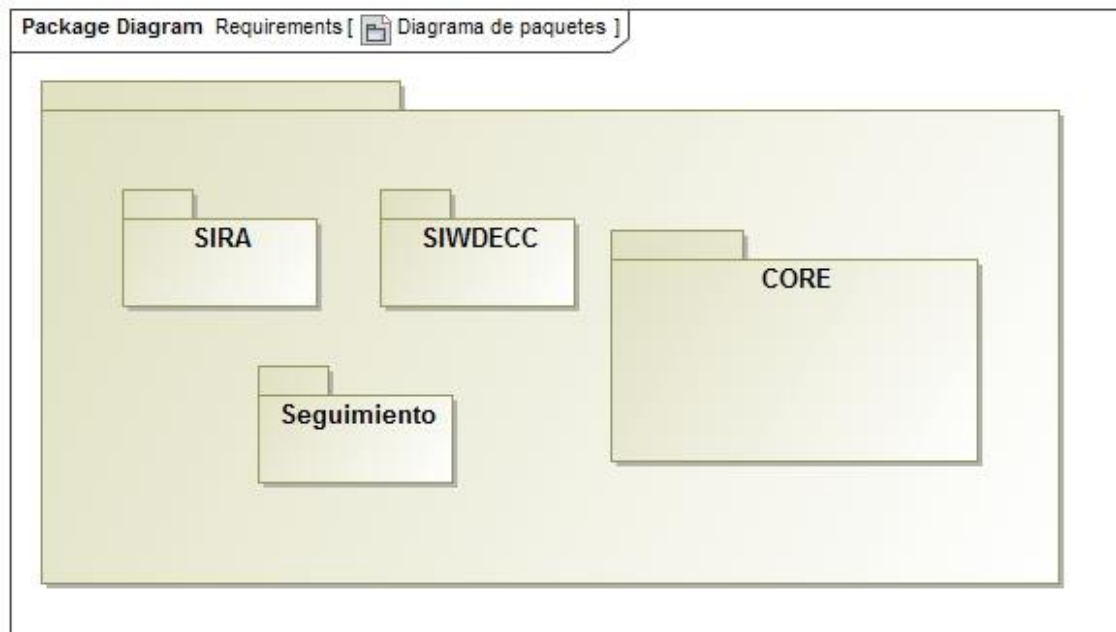 Package Diagram Requirements [ Diagrama de paquetes ]
SIRA
SIWDECC
CORE
Seguimiento